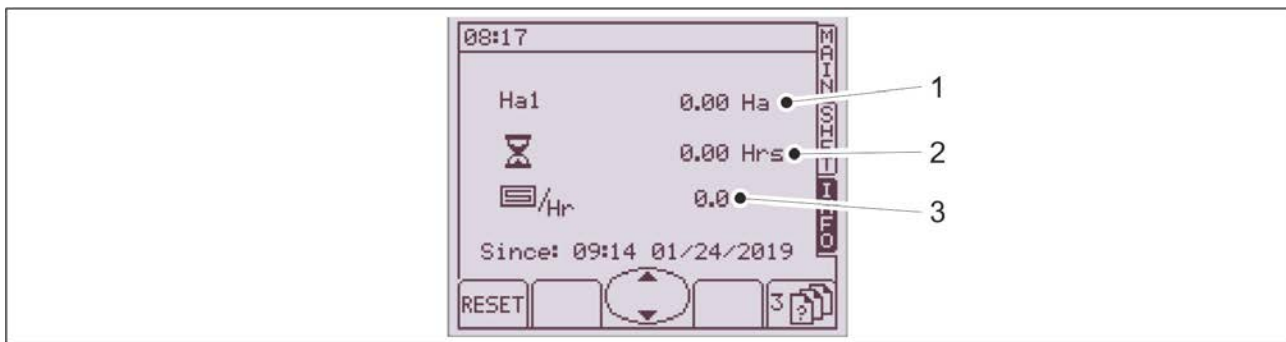 08:17
Ha1 0.00 Ha 1
0.00 Hrs 2
/Hr 0.0 3
Since: 09:14 01/24/2019
RESET 3 ?
MAIN
SHFT
INFO